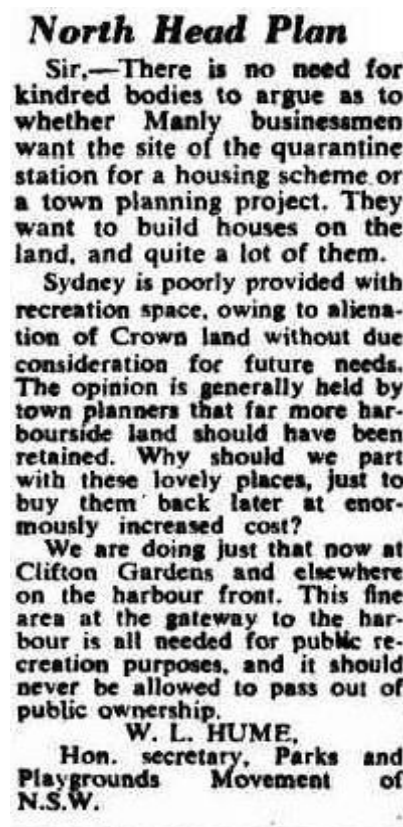 North Head Plan
Sir,—There is no need for
kindred bodies to argue as to
whether Manly businessmen
want the site of the quarantine
station for a housing scheme or
a town planning project. They
want to build houses on the
land, and quite a lot of them.
Sydney is poorly provided with
recreation space, owing to aliena-
tion of Crown land without due
consideration for future needs.
The opinion is generally held by
town planners that far more har-
bourside land should have been
retained. Why should we part
with these lovely places, just to
buy them back later at enor-
mously increased cost?
We are doing just that now at
Clifton Gardens and elsewhere
on the harbour front. This fine
area at the gateway to the har-
bour is all needed for public re-
creation purposes, and it should
never be allowed to pass out of
public ownership.
W. L. HUME,
Hon. secretary, Parks and
Playgrounds Movement of
N.S.W.